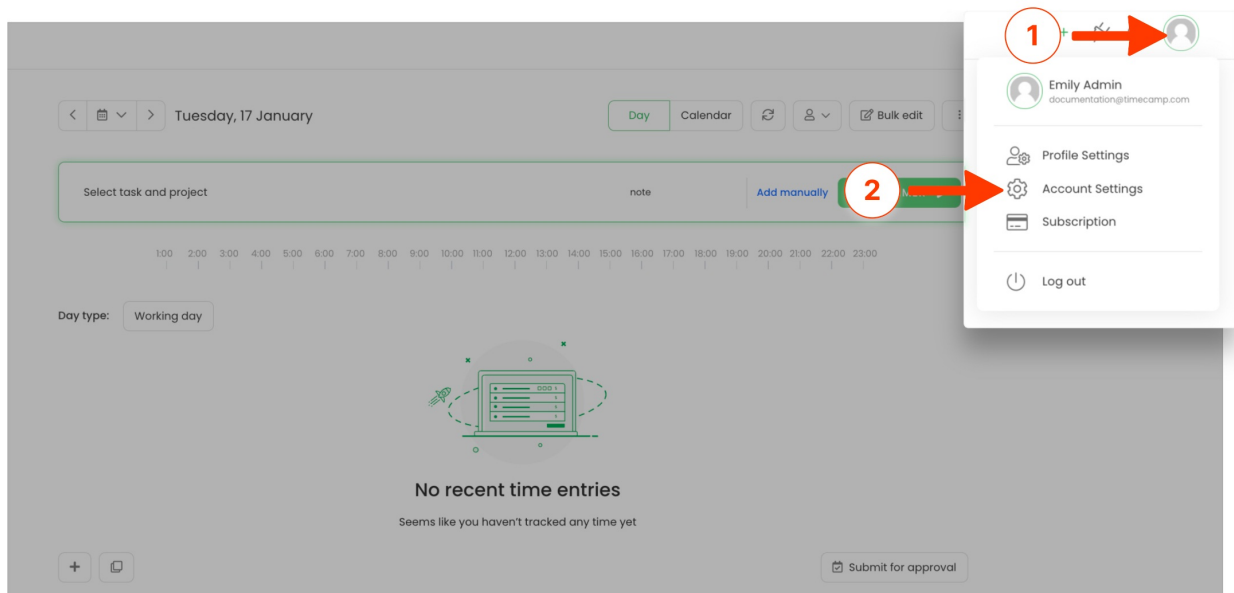 1
Emily Admin
documentation@timecamp.com
Tuesday, 17 January
Day
Calendar
Bulk edit
Profile Settings
Select task and project
note
Add manually
2
Account Settings
Subscription
1:00 2:00 3:00 4:00 5:00 6:00 7:00 8:00 9:00 10:00 11:00 12:00 13:00 14:00 15:00 16:00 17:00 18:00 19:00 20:00 21:00 22:00 23:00
Log out
Day type:
Working day
No recent time entries
Seems like you haven't tracked any time yet
Submit for approval